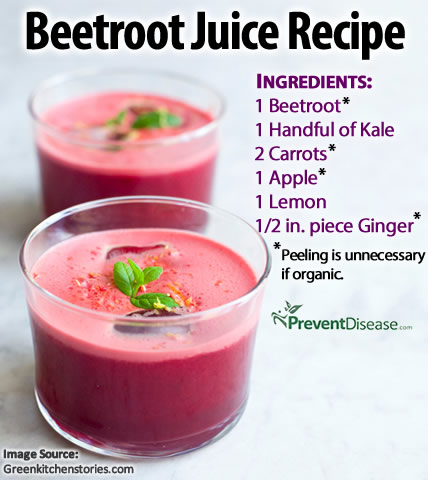 Beetroot Juice Recipe
INGREDIENTS:
1 Beetroot*
1 Handful of Kale
2 Carrots*
1 Apple*
1 Lemon
1/2 in. piece Ginger*
*Peeling is unnecessary
if organic.
PreventDisease.com
Image Source:
Greenkitchenstories.com